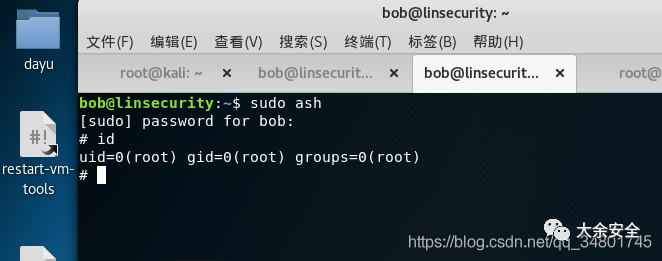 bob@linsecurity: ~
文件(F) 编辑(E) 查看(V) 搜索(S) 终端(T) 标签(B) 帮助(H)
root@kali: ~ × bob@linsecurit... × bob@linsecurit... × root@
bob@linsecurity:~$ sudo ash
[sudo] password for bob:
# id
uid=0(root) gid=0(root) groups=0(root)
#
dayu
#!
restart-vm-
tools
大余安全
https://blog.csdn.net/qq_34801745